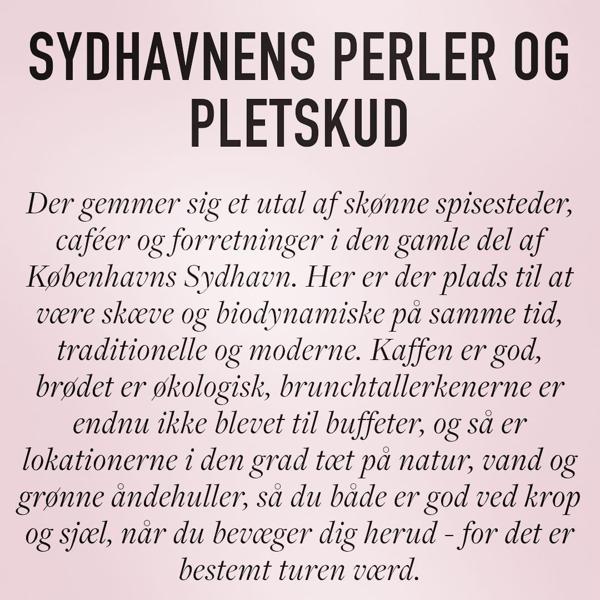 SYDHAVNENS PERLER OG
PLETSKUD
Der gemmer sig et utal af skønne spisesteder,
caféer og forretninger i den gamle del af
Københavns Sydhavn. Her er der plads til at
være skæve og biodynamiske på samme tid,
traditionelle og moderne. Kaffen er god,
brødet er økologisk, brunchtallerkenerne er
endnu ikke blevet til buffeter, og så er
lokationerne i den grad tæt på natur, vand og
grønne åndehuller, så du både er god ved krop
og sjæl, når du bevæger dig herud - for det er
bestemt turen værd.